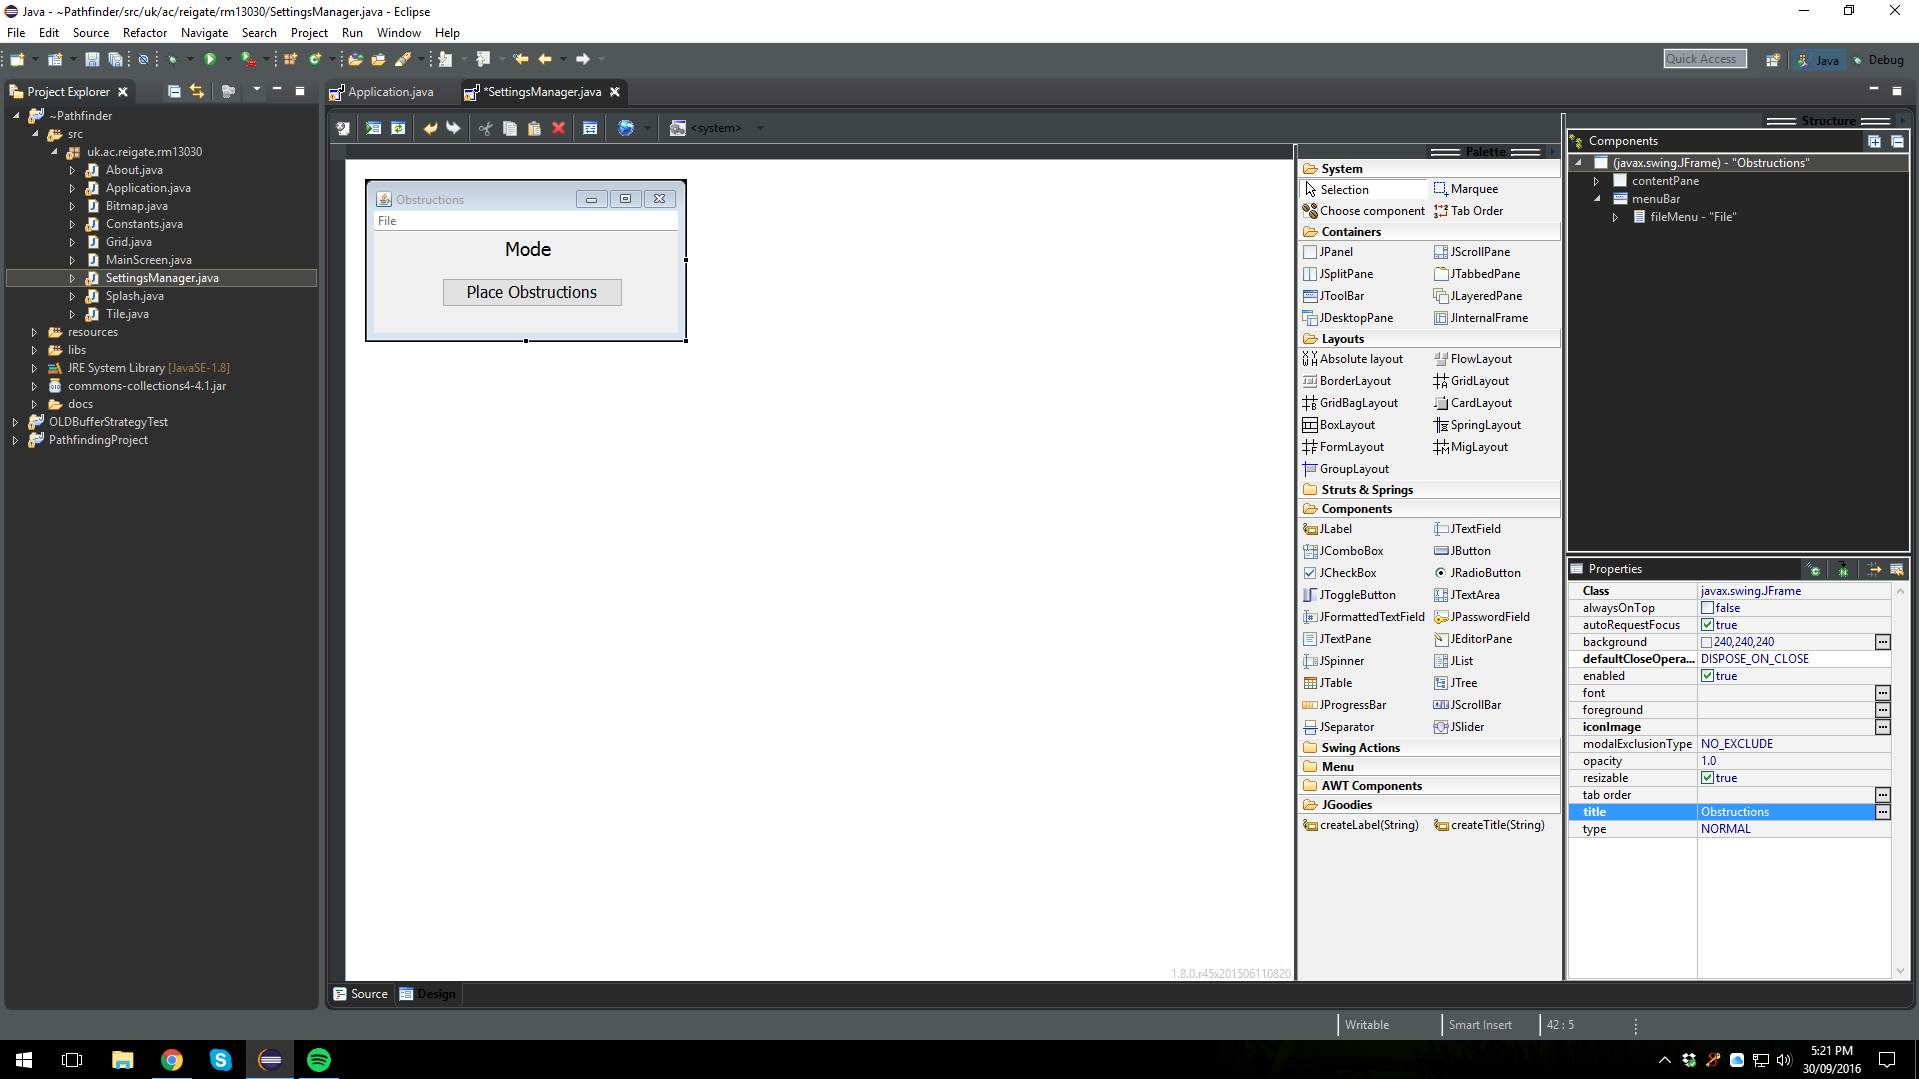 Java - ~Pathfinder/src/uk/ac/reigate/rm13030/SettingsManager.java - Eclipse
File Edit Source Refactor Navigate Search Project Run Window Help
Quick Access Java Debug
Project Explorer
~Pathfinder
src
uk.ac.reigate.rm13030
About.java
Application.java
Bitmap.java
Constants.java
Grid.java
MainScreen.java
SettingsManager.java
Splash.java
Tile.java
resources
libs
JRE System Library [JavaSE-1.8]
commons-collections4-4.1.jar
docs
OLDBufferStrategyTest
PathfindingProject
Application.java *SettingsManager.java
<system>
Obstructions
File
Mode
Place Obstructions
1.8.0.r45x201506110820
Source Design
Palette
System
Selection Marquee
Choose component Tab Order
Containers
JPanel JScrollPane
JSplitPane JTabbedPane
JToolBar JLayeredPane
JDesktopPane JInternalFrame
Layouts
Absolute layout FlowLayout
BorderLayout GridLayout
GridBagLayout CardLayout
BoxLayout SpringLayout
FormLayout MigLayout
GroupLayout
Struts & Springs
Components
JLabel JTextField
JComboBox JButton
JCheckBox JRadioButton
JToggleButton JTextArea
JFormattedTextField JPasswordField
JTextPane JEditorPane
JSpinner JList
JTable JTree
JProgressBar JScrollBar
JSeparator JSlider
Swing Actions
Menu
AWT Components
JGoodies
createLabel(String) createTitle(String)
Structure
Components
(javax.swing.JFrame) - "Obstructions"
contentPane
menuBar
fileMenu - "File"
Properties
Class javax.swing.JFrame
alwaysOnTop false
autoRequestFocus true
background 240,240,240
defaultCloseOpera... DISPOSE_ON_CLOSE
enabled true
font
foreground
iconImage
modalExclusionType NO_EXCLUDE
opacity 1.0
resizable true
tab order
title Obstructions
type NORMAL
Writable Smart Insert 42 : 5
5:21 PM
30/09/2016